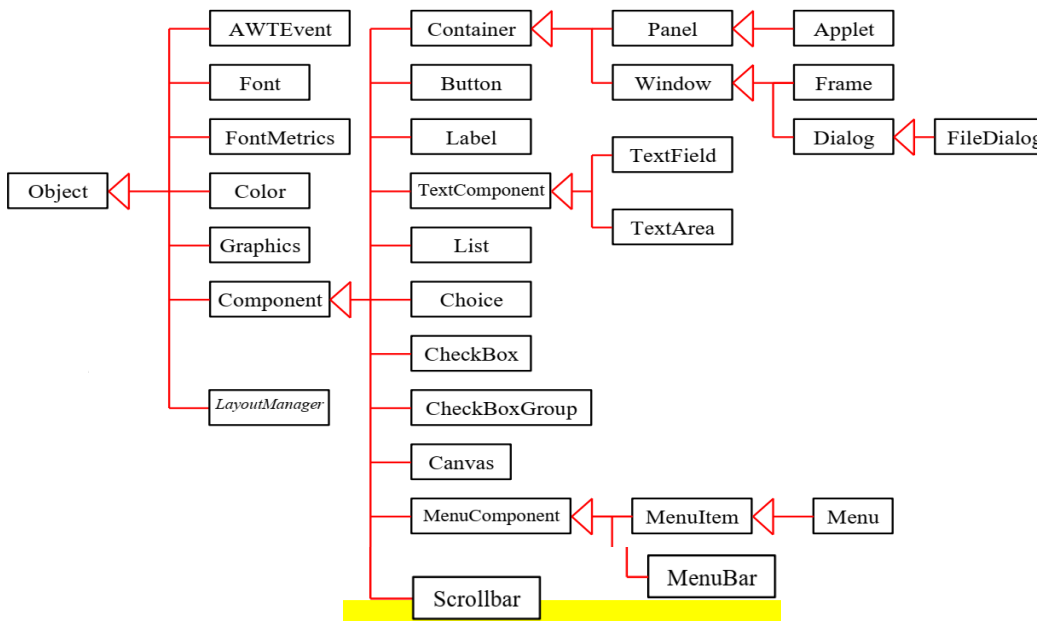 AWTEvent
Container
Panel
Applet
Font
Button
Window
Frame
FontMetrics
Label
Dialog
FileDialog
TextField
Object
Color
TextComponent
TextArea
Graphics
List
Component
Choice
CheckBox
LayoutManager
CheckBoxGroup
Canvas
MenuComponent
MenuItem
Menu
MenuBar
Scrollbar